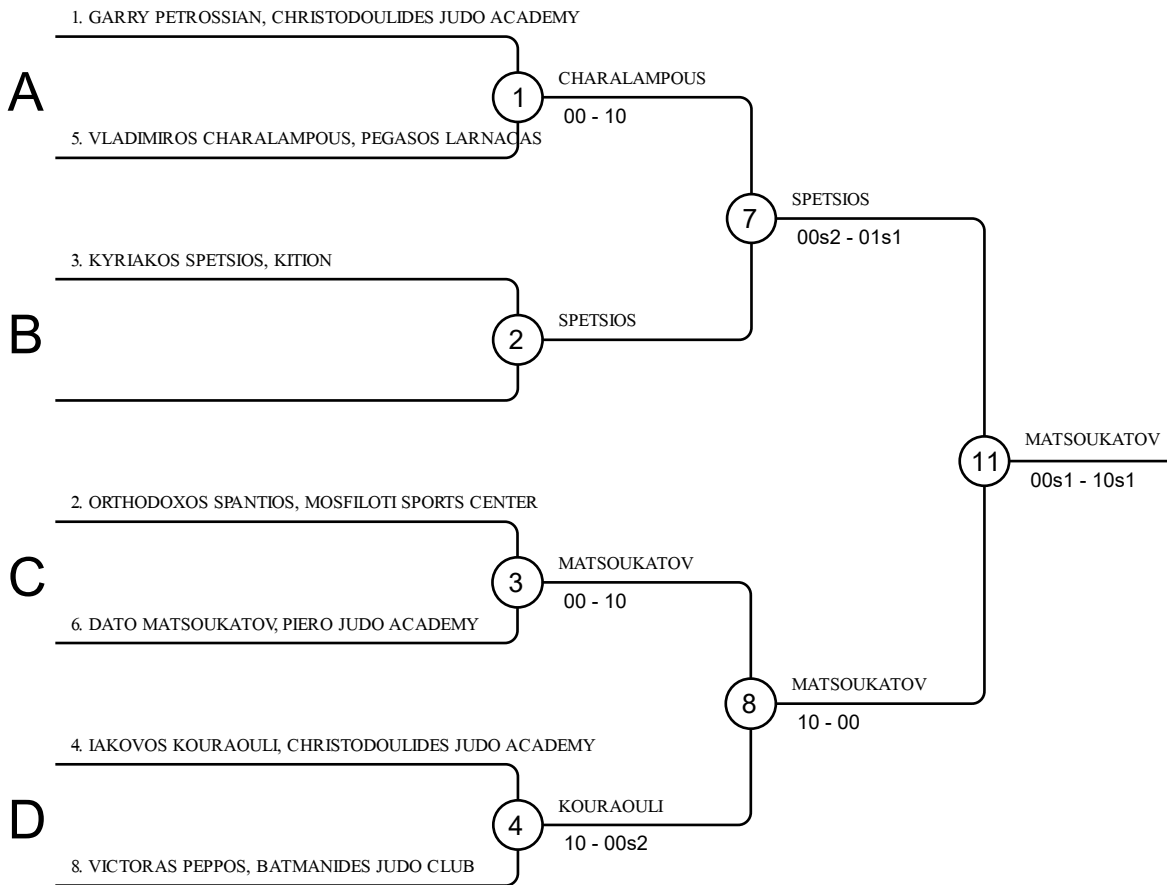 1. GARRY PETROSSIAN, CHRISTODOULIDES JUDO ACADEMY
A
1
CHARALAMPOUS
00 - 10
5. VLADIMIROS CHARALAMPOUS, PEGASOS LARNACAS
7
SPETSIOS
00s2 - 01s1
3. KYRIAKOS SPETSIOS, KITION
B
2
SPETSIOS
11
MATSOUKATOV
00s1 - 10s1
2. ORTHODOXOS SPANTIOS, MOSFILOTI SPORTS CENTER
C
3
MATSOUKATOV
00 - 10
6. DATO MATSOUKATOV, PIERO JUDO ACADEMY
8
MATSOUKATOV
10 - 00
4. IAKOVOS KOURAOULI, CHRISTODOULIDES JUDO ACADEMY
D
4
KOURAOULI
10 - 00s2
8. VICTORAS PEPPOS, BATMANIDES JUDO CLUB